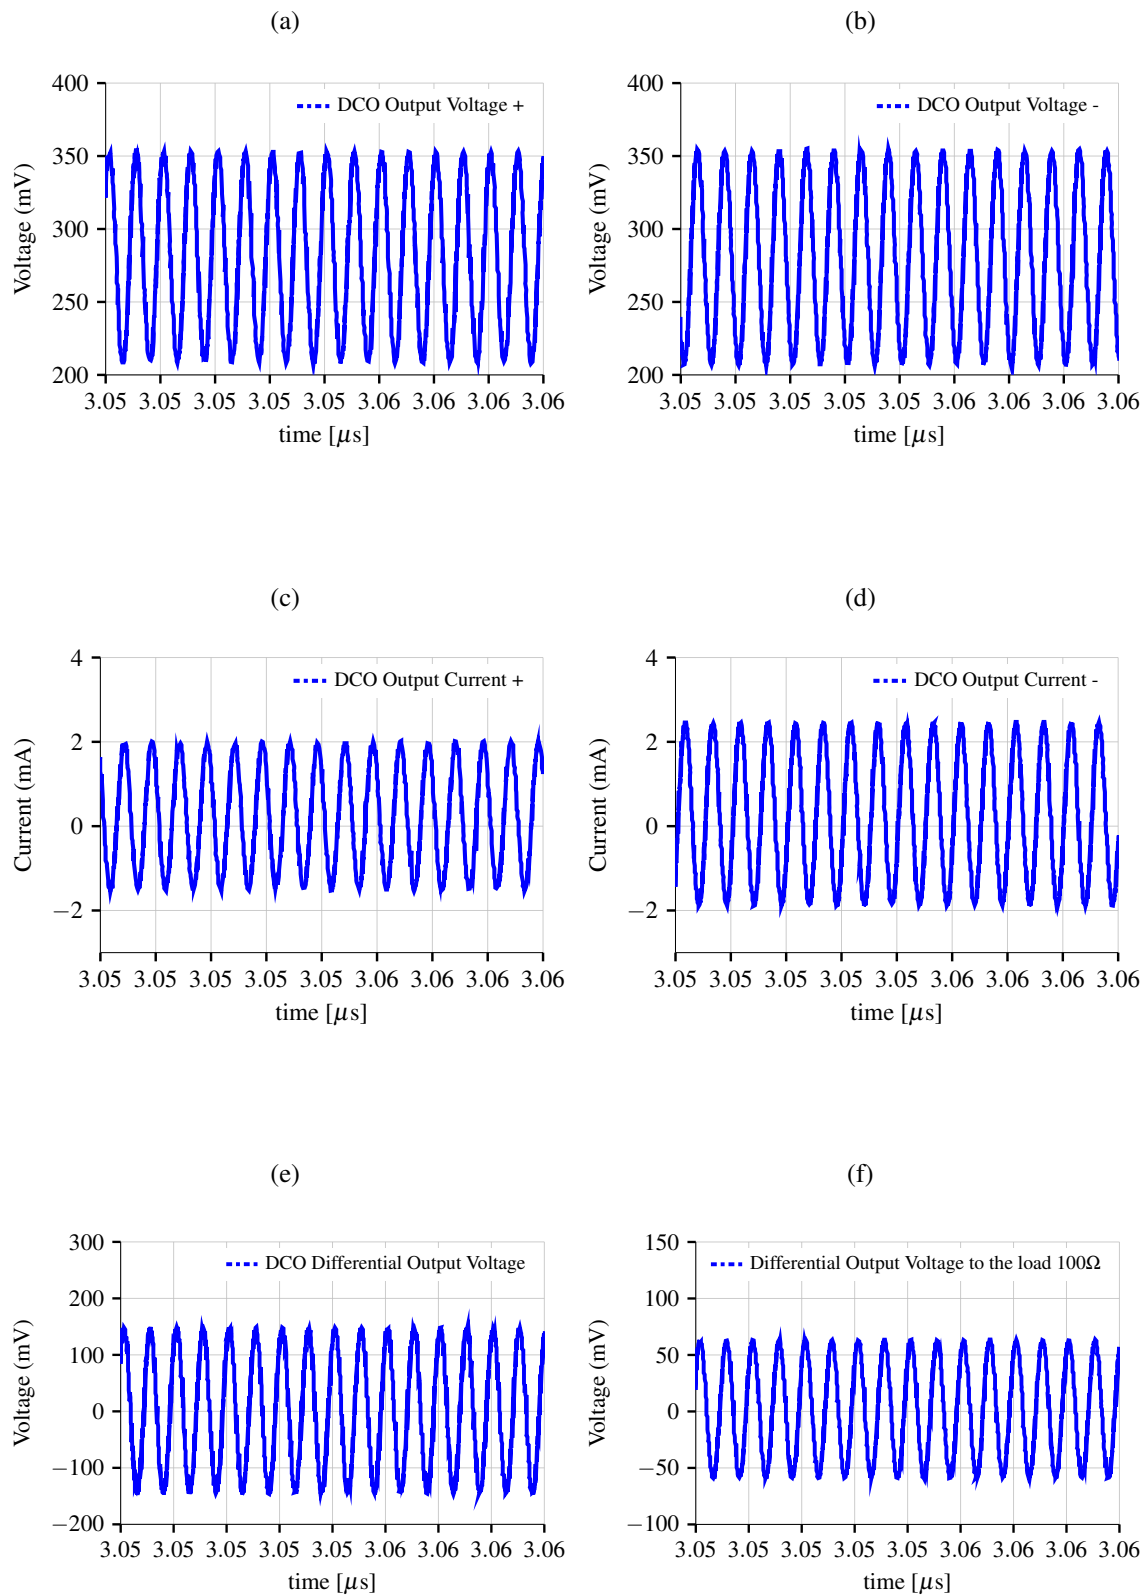 (a)
(b)
400
350
300
250
200
Voltage (mV)
DCO Output Voltage +
3.05 3.05 3.05 3.05 3.06 3.06 3.06 3.06 3.06
time [μs]
400
350
300
250
200
Voltage (mV)
DCO Output Voltage -
3.05 3.05 3.05 3.05 3.06 3.06 3.06 3.06 3.06
time [μs]
(c)
(d)
4
2
0
−2
Current (mA)
DCO Output Current +
3.05 3.05 3.05 3.05 3.05 3.06 3.06 3.06 3.06
time [μs]
4
2
0
−2
Current (mA)
DCO Output Current -
3.05 3.05 3.05 3.05 3.05 3.06 3.06 3.06 3.06
time [μs]
(e)
(f)
300
200
100
0
−100
−200
Voltage (mV)
DCO Differential Output Voltage
3.05 3.05 3.05 3.05 3.05 3.06 3.06 3.06 3.06
time [μs]
150
100
50
0
−50
−100
Voltage (mV)
Differential Output Voltage to the load 100Ω
3.05 3.05 3.05 3.05 3.05 3.06 3.06 3.06 3.06
time [μs]